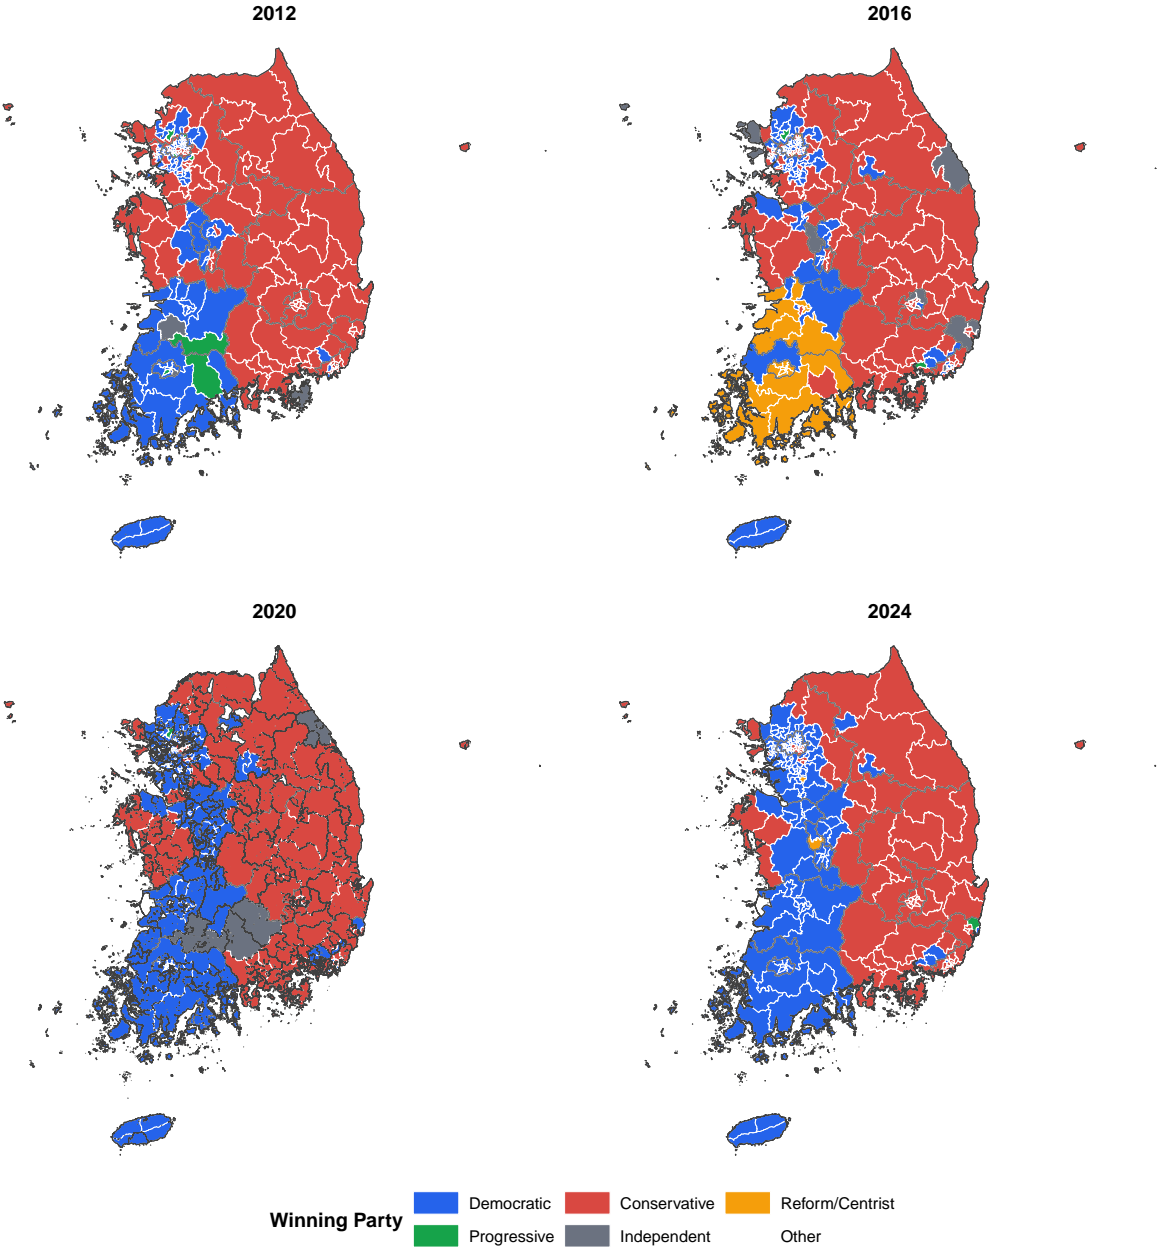 2012
2016
2020
2024
Winning Party
Democratic
Conservative
Reform/Centrist
Progressive
Independent
Other